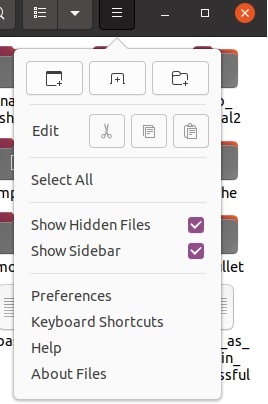 Edit
Select All
Show Hidden Files
Show Sidebar
Preferences
Keyboard Shortcuts
Help
About Files